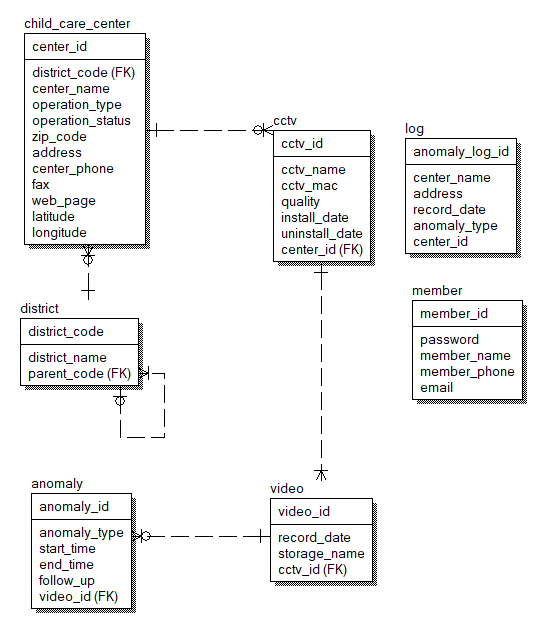 child_care_center
center_id
district_code (FK)
center_name
operation_type
operation_status
zip_code
address
center_phone
fax
web_page
latitude
longitude
cctv
cctv_id
cctv_name
cctv_mac
quality
install_date
uninstall_date
center_id (FK)
log
anomaly_log_id
center_name
address
record_date
anomaly_type
center_id
district
district_code
district_name
parent_code (FK)
member
member_id
password
member_name
member_phone
email
anomaly
anomaly_id
anomaly_type
start_time
end_time
follow_up
video_id (FK)
video
video_id
record_date
storage_name
cctv_id (FK)